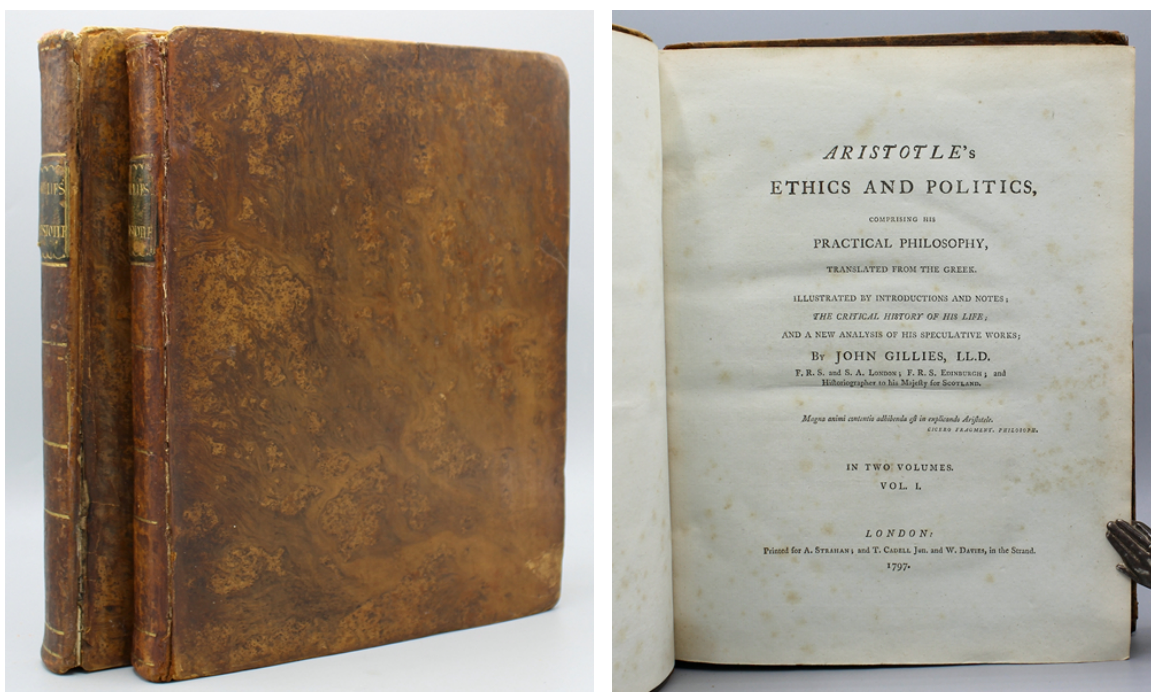 ARISTOTLE's
ETHICS AND POLITICS,
COMPRISING HIS
PRACTICAL PHILOSOPHY,
TRANSLATED FROM THE GREEK.
ILLUSTRATED BY INTRODUCTIONS AND NOTES;
THE CRITICAL HISTORY OF HIS LIFE;
AND A NEW ANALYSIS OF HIS SPECULATIVE WORKS;
By JOHN GILLIES, LL.D.
F. R. S. and S. A. London; F. R. S. Edinburgh; and
Historiographer to his Majeſty for Scotland.
Magna animi contentio adhibenda eſt in explicando Ariſtotele.
CICERO FRAGMENT. PHILOSOPH.
IN TWO VOLUMES.
VOL. I.
LONDON:
Printed for A. Strahan; and T. Cadell Jun. and W. Davies, in the Strand.
1797.